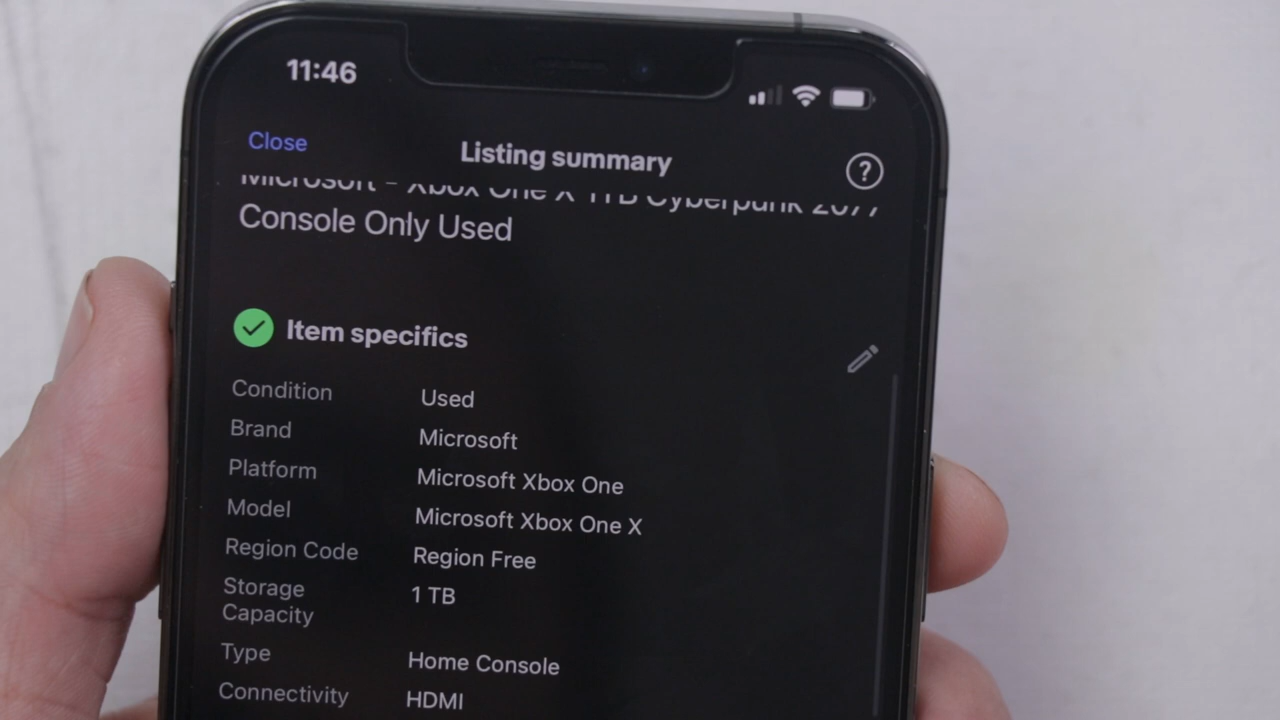 11:46
Close
Listing summary
?
Microsoft - Xbox One X 1TB Cyberpunk 2077
Console Only Used
Item specifics
Condition Used
Brand Microsoft
Platform Microsoft Xbox One
Model Microsoft Xbox One X
Region Code Region Free
Storage Capacity 1 TB
Type Home Console
Connectivity HDMI